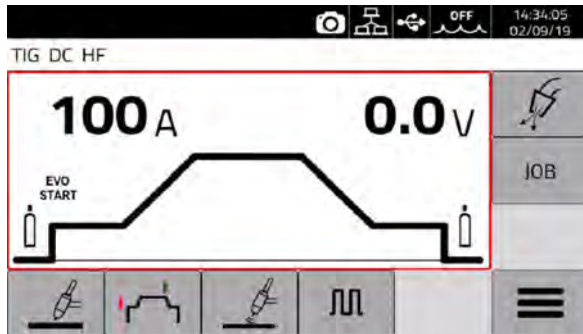 OFF
14:34:05
02/09/19
TIG DC HF
100 A
0.0 V
EVO
START
JOB